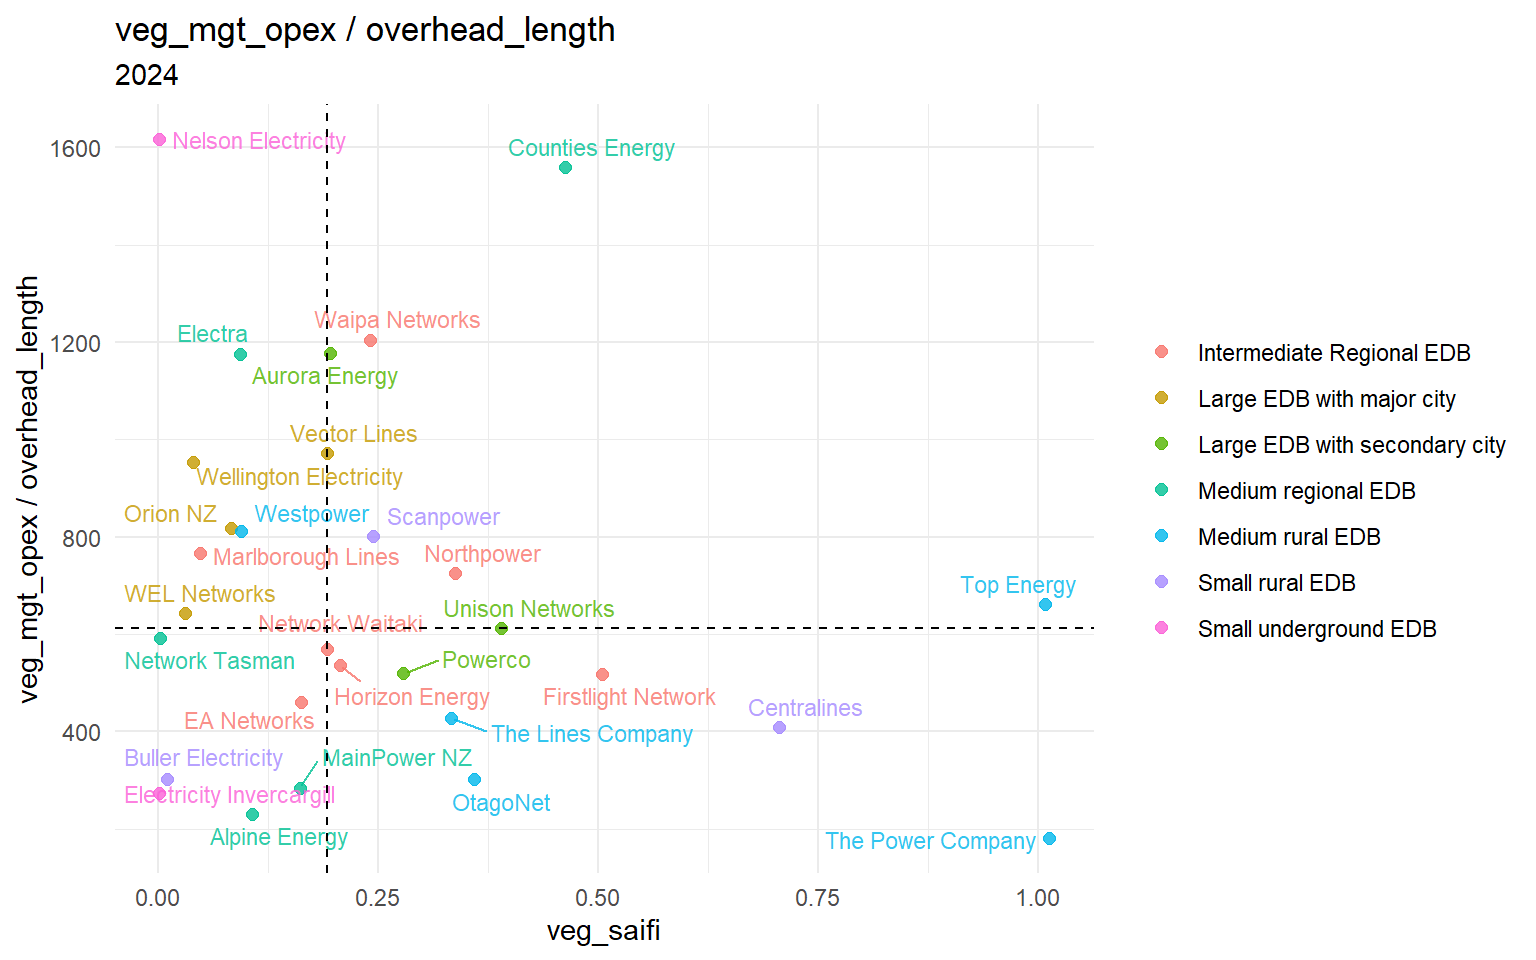 veg_mgt_opex / overhead_length
2024
veg_mgt_opex / overhead_length
1600
1200
800
400
Nelson Electricity
Counties Energy
Waipa Networks
Electra
Aurora Energy
Vector Lines
Wellington Electricity
Orion NZ
Westpower
Scanpower
Marlborough Lines
Northpower
WEL Networks
Top Energy
Unison Networks
Network Waitaki
Network Tasman
Powerco
Horizon Energy
Firstlight Network
EA Networks
Centralines
The Lines Company
Buller Electricity
MainPower NZ
Electricity Invercargill
OtagoNet
Alpine Energy
The Power Company
0.00
0.25
0.50
0.75
1.00
veg_saifi
Intermediate Regional EDB
Large EDB with major city
Large EDB with secondary city
Medium regional EDB
Medium rural EDB
Small rural EDB
Small underground EDB